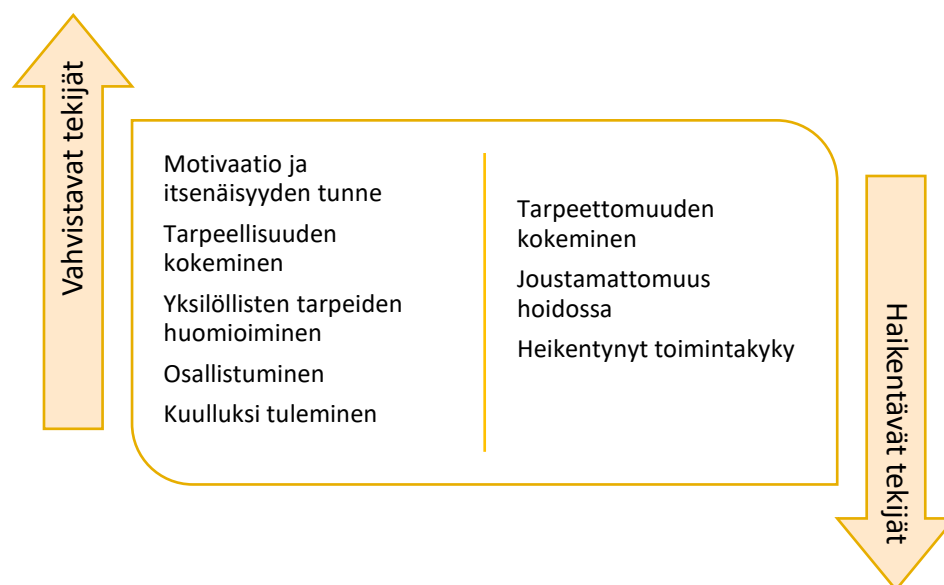 Vahvistavat tekijät
Motivaatio ja
itsenäisyyden tunne
Tarpeellisuuden
kokeminen
Yksilöllisten tarpeiden
huomioiminen
Osallistuminen
Kuulluksi tuleminen
Tarpeettomuuden
kokeminen
Joustamattomuus
hoidossa
Heikentynyt toimintakyky
Haikentävät tekijät